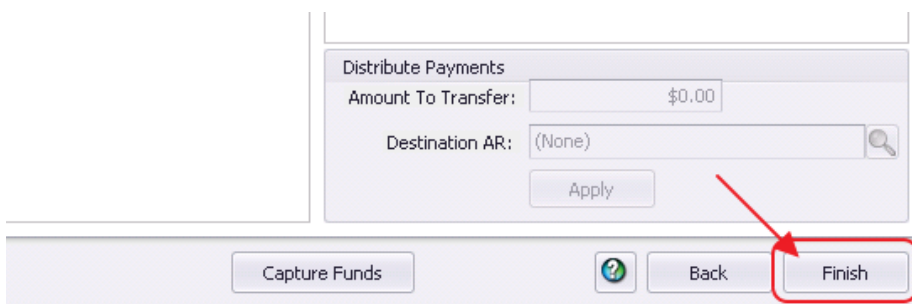 Distribute Payments
Amount To Transfer: $0.00
Destination AR: (None)
Apply
Capture Funds ? Back Finish